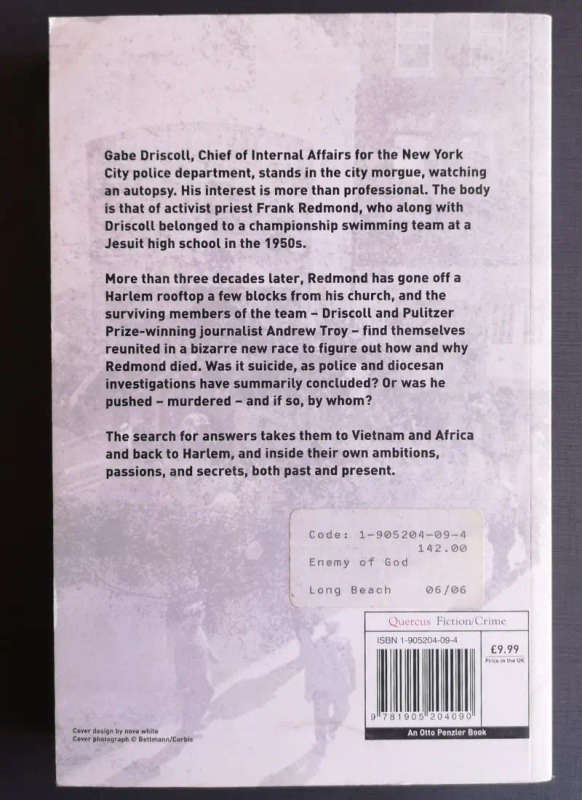 Gabe Driscoll, Chief of Internal Affairs for the New York
City police department, stands in the city morgue, watching
an autopsy. His interest is more than professional. The body
is that of activist priest Frank Redmond, who along with
Driscoll belonged to a championship swimming team at a
Jesuit high school in the 1950s.
More than three decades later, Redmond has gone off a
Harlem rooftop a few blocks from his church, and the
surviving members of the team – Driscoll and Pulitzer
Prize-winning journalist Andrew Troy – find themselves
reunited in a bizarre new race to figure out how and why
Redmond died. Was it suicide, as police and diocesan
investigations have summarily concluded? Or was he
pushed – murdered – and if so, by whom?
The search for answers takes them to Vietnam and Africa
and back to Harlem, and inside their own ambitions,
passions, and secrets, both past and present.
Code: 1-905204-09-4
142.00
Enemy of God
Long Beach 06/06
Quercus Fiction/Crime
ISBN 1-905204-09-4
£9.99
Price in the UK
9 781905 204090
An Otto Penzler Book
Cover design by nova white
Cover photograph © Bettmann/Corbis